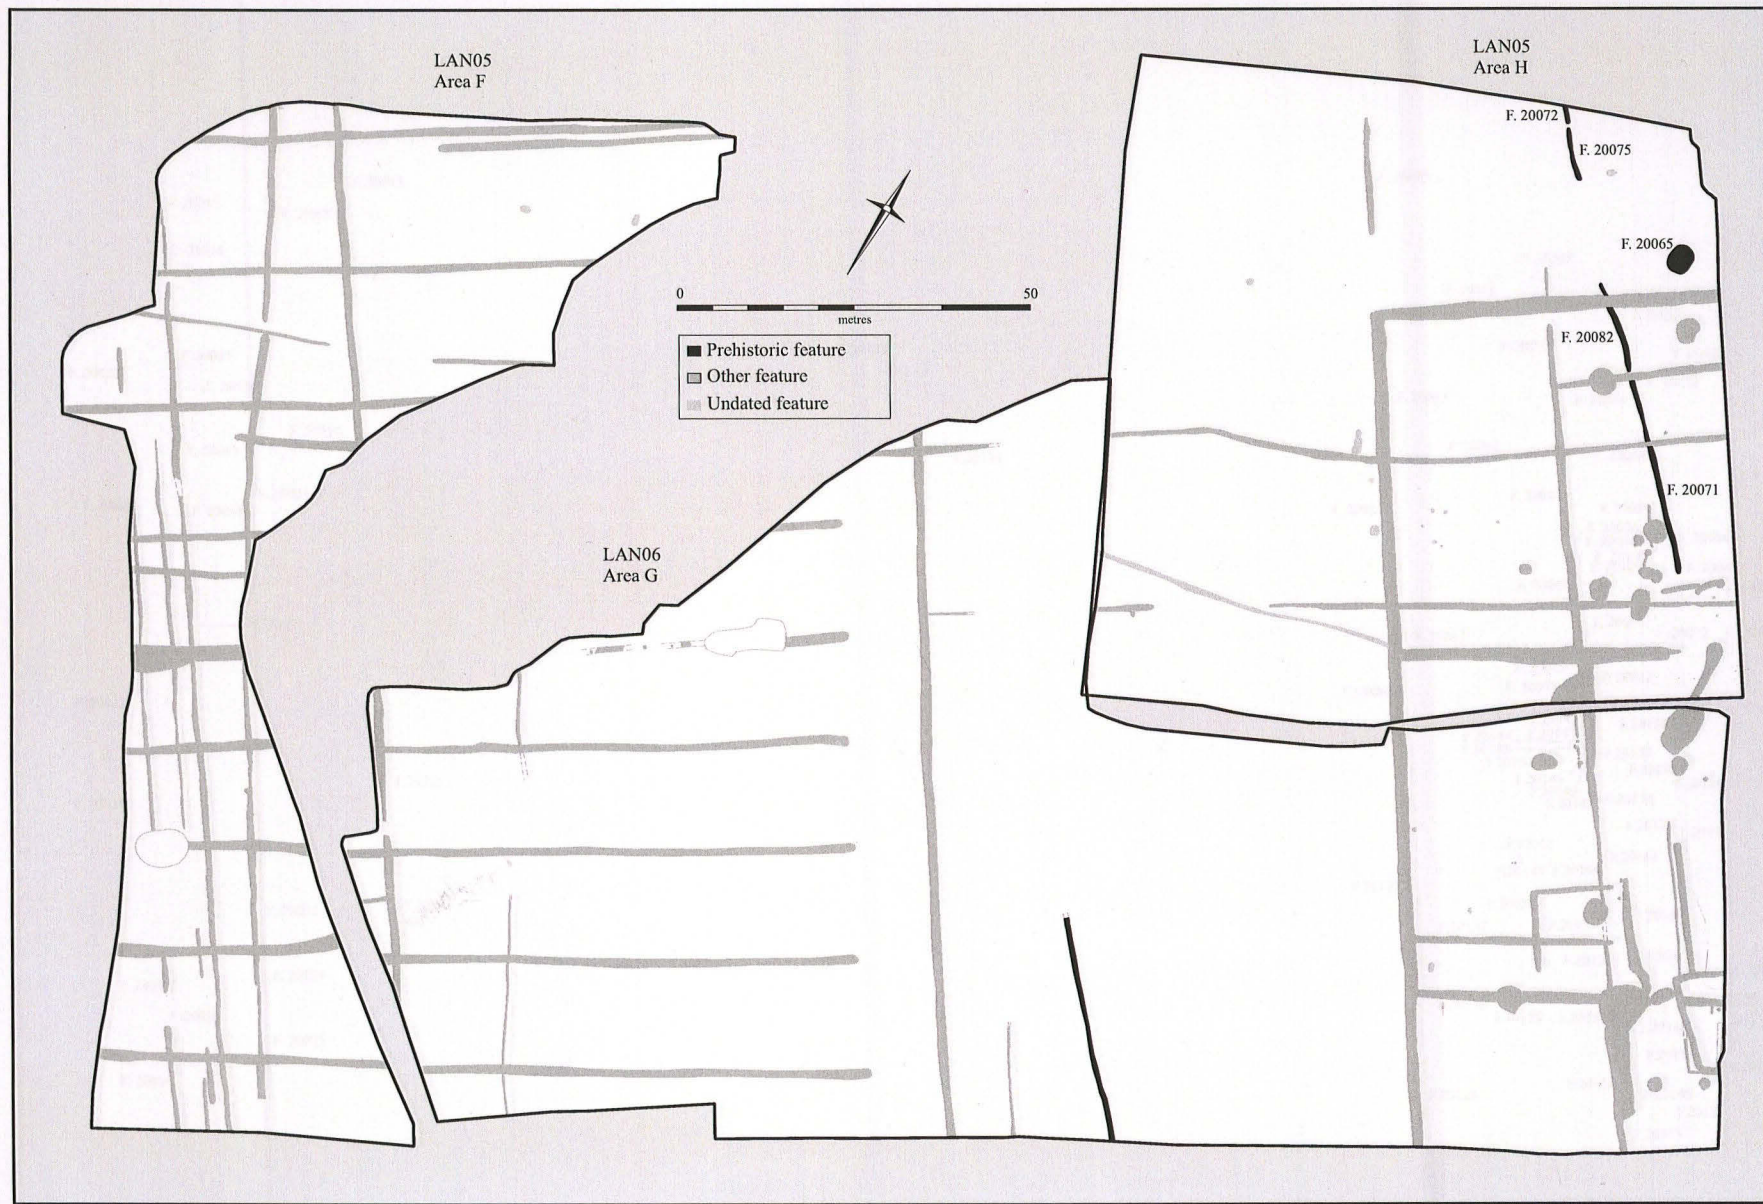 LAN05
Area F
LAN05
Area H
F. 20072
F. 20075
F. 20065
0 50
metres
Prehistoric feature
Other feature
Undated feature
F. 20082
F. 20071
LAN06
Area G